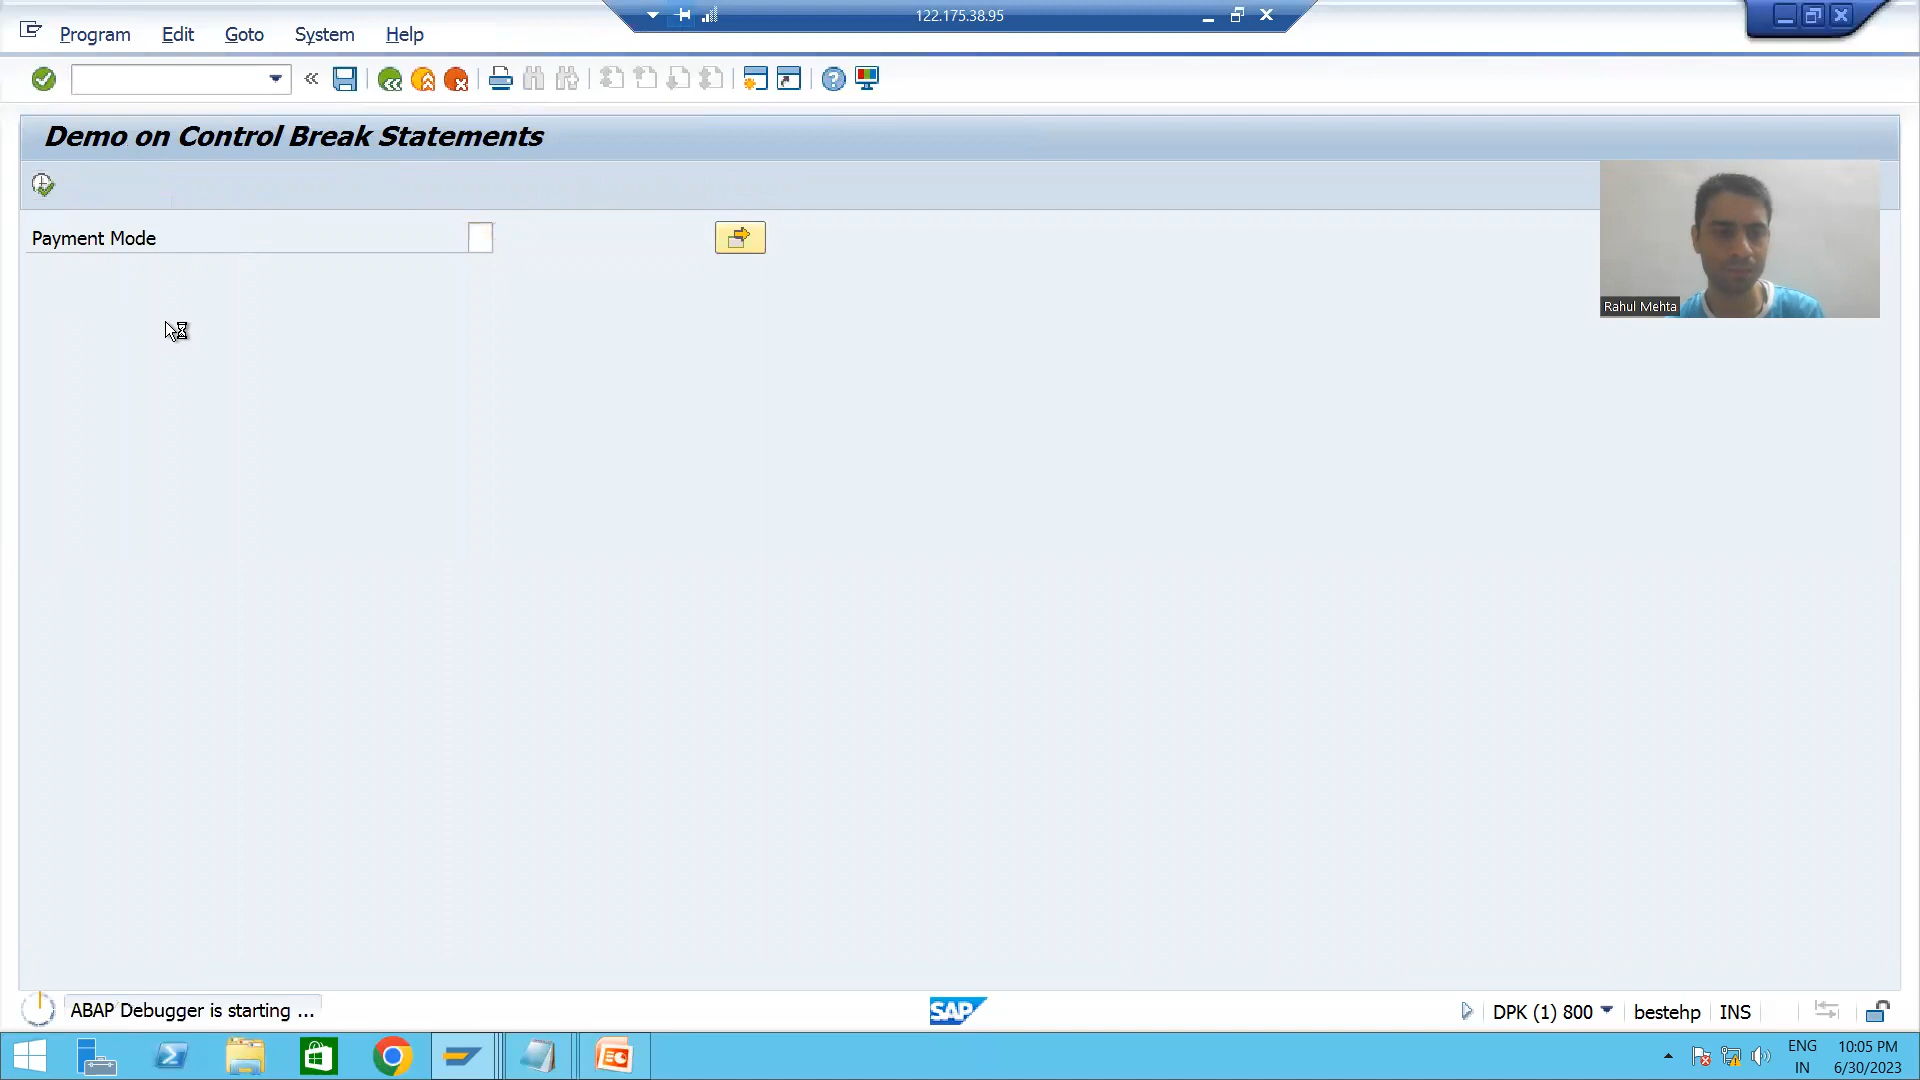 122.175.38.95
Program Edit Goto System Help
Demo on Control Break Statements
Payment Mode
Rahul Mehta
ABAP Debugger is starting ...
SAP
DPK (1) 800
bestehp
INS
ENG
IN
10:05 PM
6/30/2023